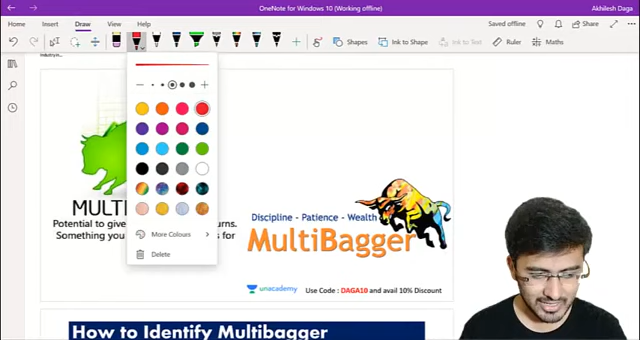 OneNote for Windows 10 (Working offline)
Akhilesh Daga
Home
Insert
Draw
View
Help
Saved offline
Share
Shapes
Ink to Shape
Ink to Text
Ruler
Maths
More Colours
Delete
MULTI
Potential to give
urns.
Something you
s for
Discipline - Patience - Wealth
MultiBagger
unacademy
Use Code : DAGA10 and avail 10% Discount
How to Identify Multibagger